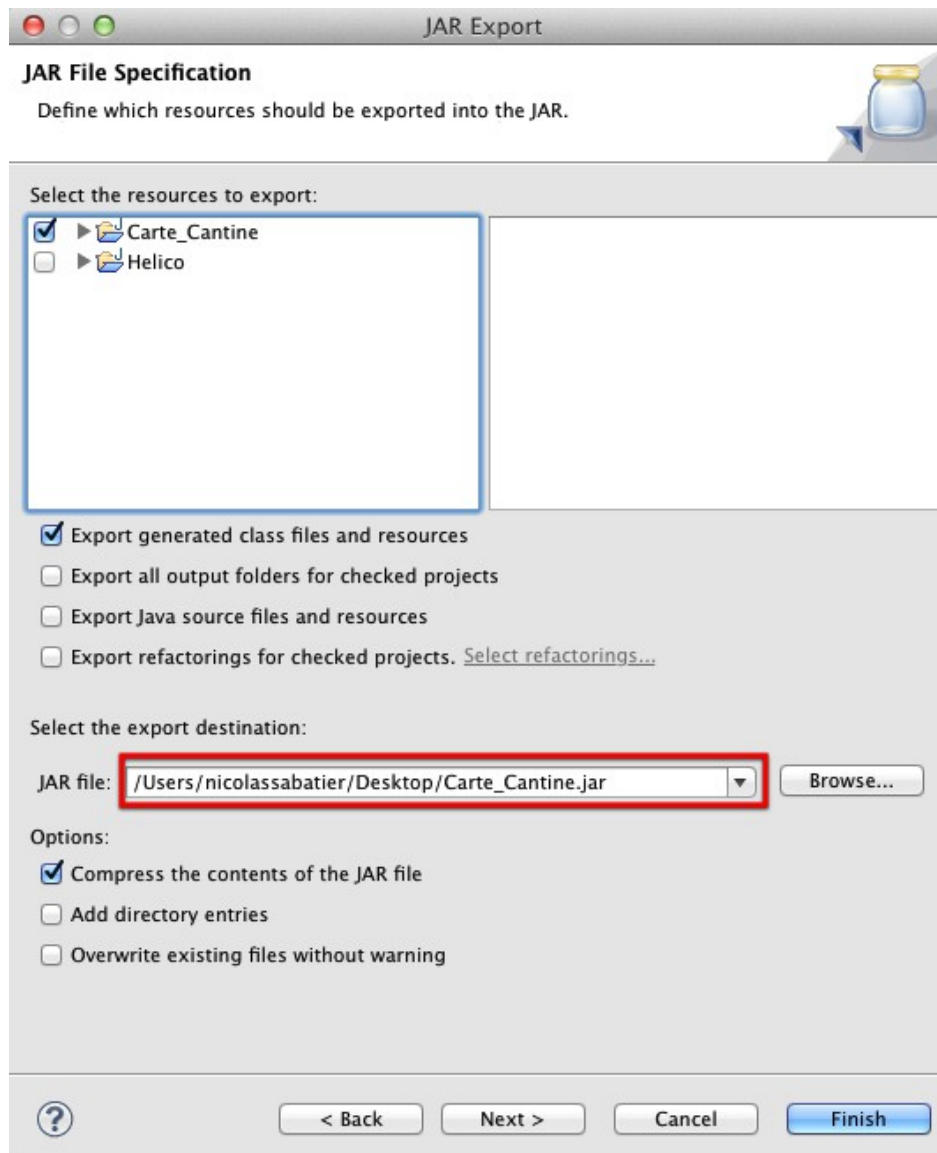 JAR Export
JAR File Specification
Define which resources should be exported into the JAR.
Select the resources to export:
Carte_Cantine
Helico
Export generated class files and resources
Export all output folders for checked projects
Export Java source files and resources
Export refactorings for checked projects. Select refactorings...
Select the export destination:
JAR file: /Users/nicolassabatier/Desktop/Carte_Cantine.jar Browse...
Options:
Compress the contents of the JAR file
Add directory entries
Overwrite existing files without warning
? < Back Next > Cancel Finish